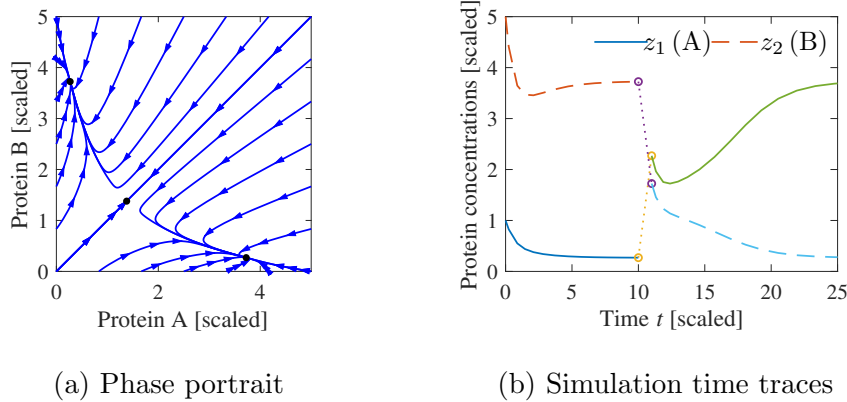 Protein B [scaled]
5
4
3
2
1
0
0 2 4
Protein A [scaled]
(a) Phase portrait
Protein concentrations [scaled]
z₁ (A) z₂ (B)
5
4
3
2
1
0
0 5 10 15 20 25
Time t [scaled]
(b) Simulation time traces